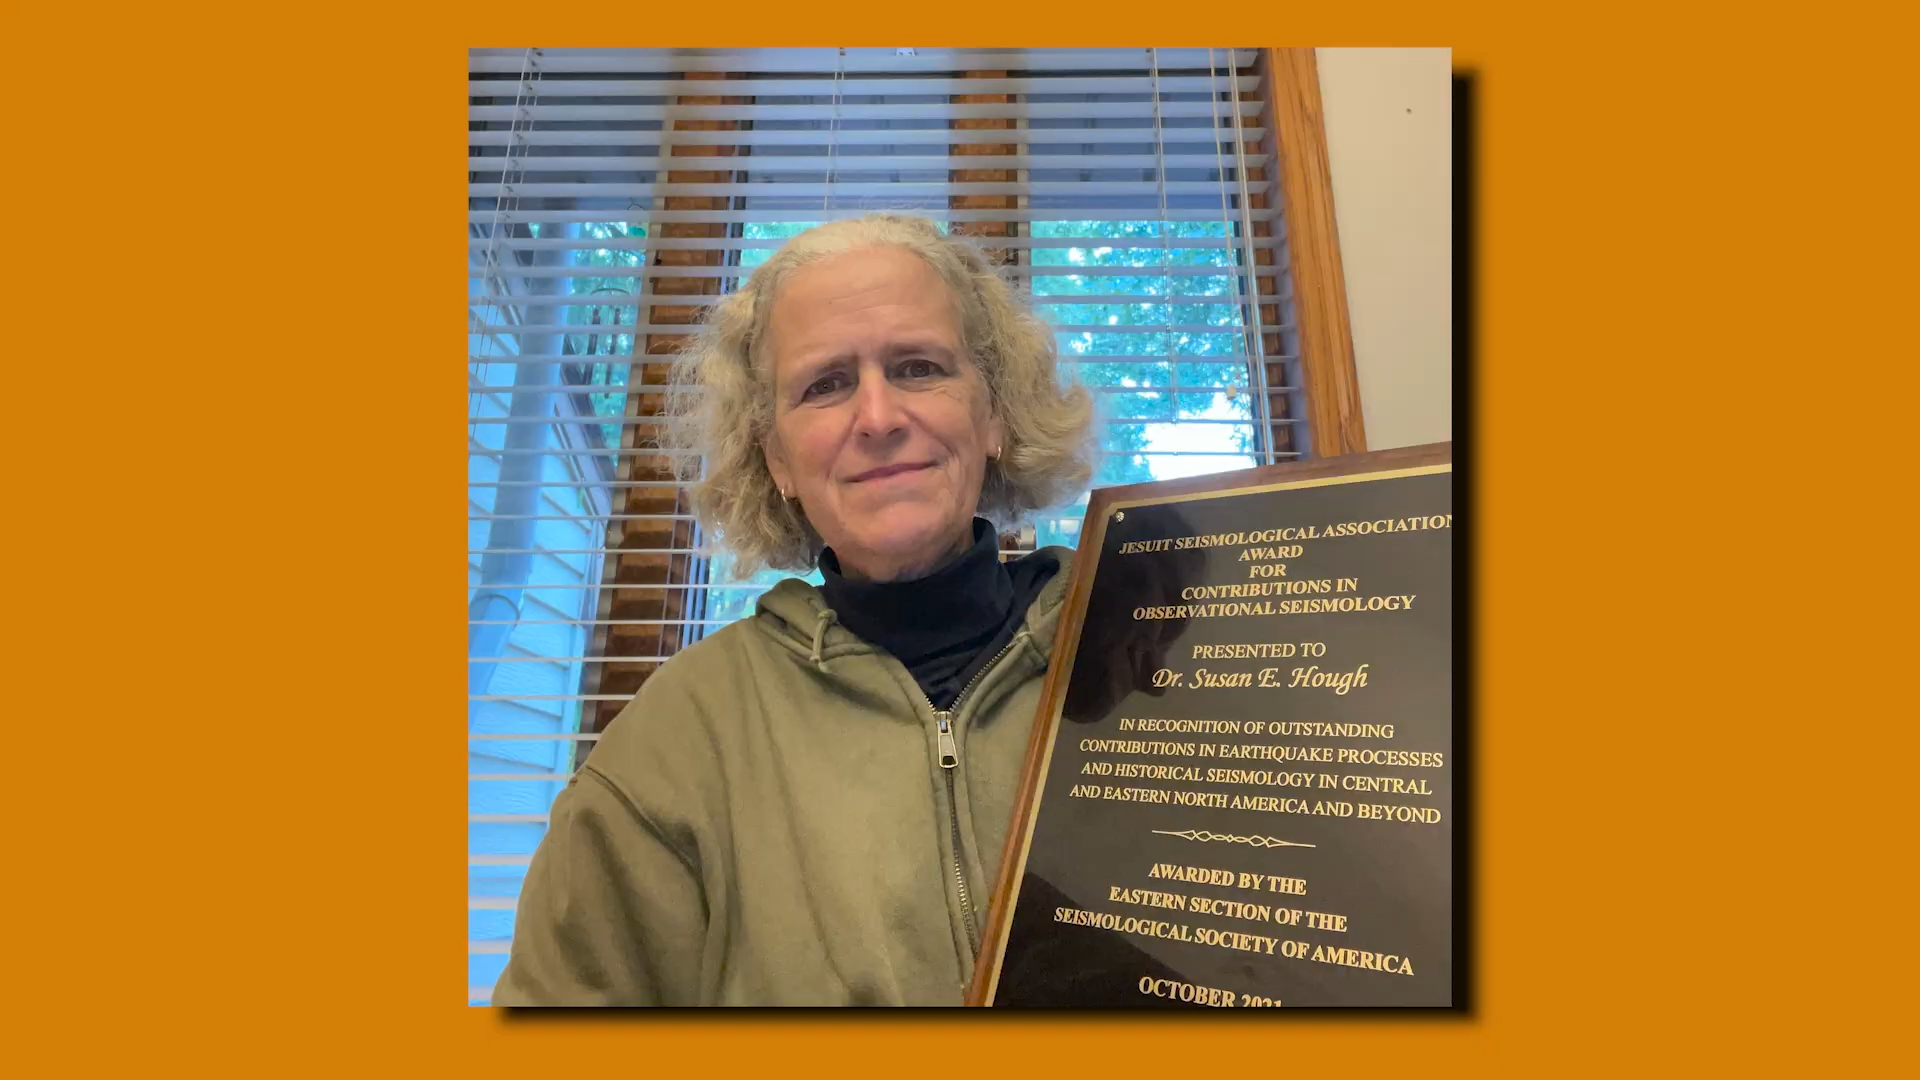 JESUIT SEISMOLOGICAL ASSOCIATION
AWARD
FOR
CONTRIBUTIONS IN
OBSERVATIONAL SEISMOLOGY
PRESENTED TO
Dr. Susan E. Hough
IN RECOGNITION OF OUTSTANDING
CONTRIBUTIONS IN EARTHQUAKE PROCESSES
AND HISTORICAL SEISMOLOGY IN CENTRAL
AND EASTERN NORTH AMERICA AND BEYOND
AWARDED BY THE
EASTERN SECTION OF THE
SEISMOLOGICAL SOCIETY OF AMERICA
OCTOBER 2021